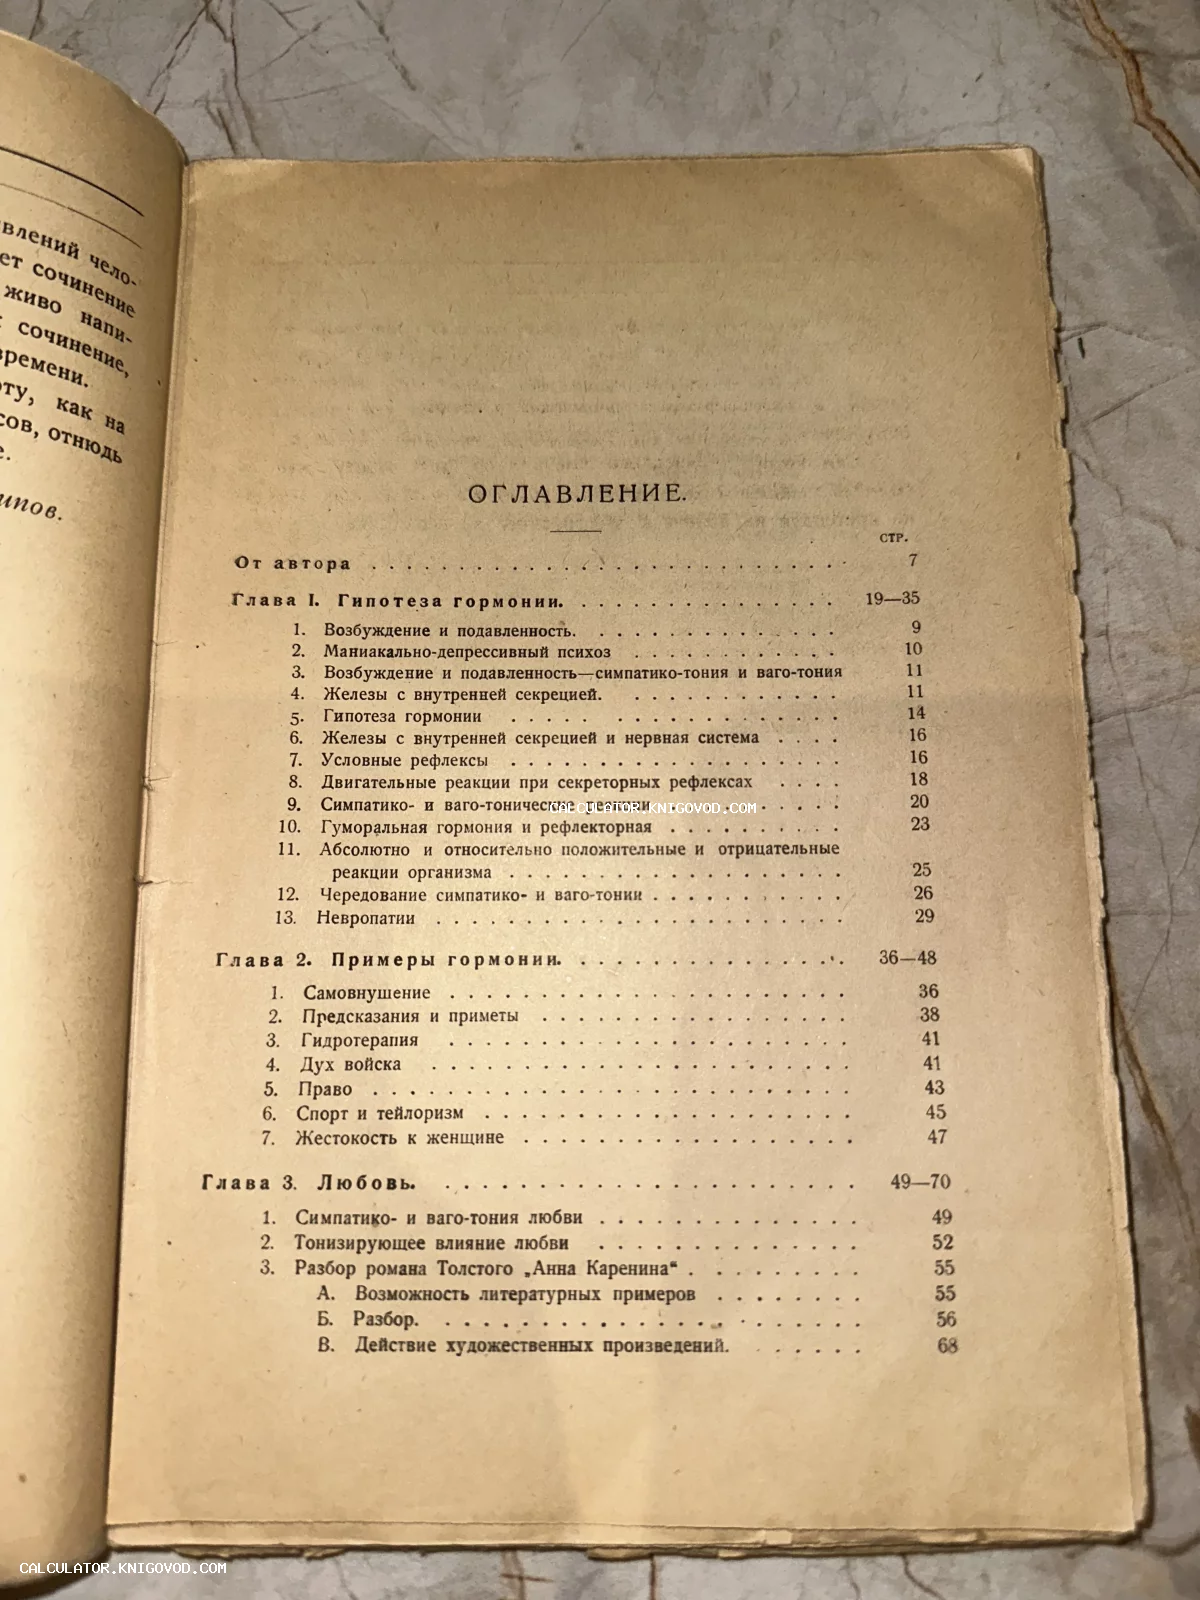 влений чело-
ет сочинение
живо напи-
сочинение,
времени.
оту, как на
сов, отнюдь
е.
ипов.
ОГЛАВЛЕНИЕ.
СТР.
От автора . . . . . . . . . . . . . . . . . . . . . . . . . . 7
Глава I. Гипотеза гормонии. . . . . . . . . . . . . . . . 19—35
1. Возбуждение и подавленность. . . . . . . . . . . . . . 9
2. Маниакально-депрессивный психоз . . . . . . . . . . . 10
3. Возбуждение и подавленность—симпатико-тония и ваго-тония 11
4. Железы с внутренней секрецией. . . . . . . . . . . . 11
5. Гипотеза гормонии . . . . . . . . . . . . . . . . . 14
6. Железы с внутренней секрецией и нервная система . . . . 16
7. Условные рефлексы . . . . . . . . . . . . . . . . . . 16
8. Двигательные реакции при секреторных рефлексах . . . . 18
9. Симпатико- и ваго-тонические . . . . . . . . 20
CALCULATOR.KNIGOVOD.COM
10. Гуморальная гормония и рефлекторная . . . . . . . . . . 23
11. Абсолютно и относительно положительные и отрицательные
реакции организма . . . . . . . . . . . . . . . . . . 25
12. Чередование симпатико- и ваго-тонии . . . . . . . . . . . 26
13. Невропатии . . . . . . . . . . . . . . . . . . . . . . . 29
Глава 2. Примеры гормонии. . . . . . . . . . . . . . . . 36—48
1. Самовнушение . . . . . . . . . . . . . . . . . . . . . . 36
2. Предсказания и приметы . . . . . . . . . . . . . . . . . 38
3. Гидротерапия . . . . . . . . . . . . . . . . . . . . . . 41
4. Дух войска . . . . . . . . . . . . . . . . . . . . . . . 41
5. Право . . . . . . . . . . . . . . . . . . . . . . . . . . 43
6. Спорт и тейлоризм . . . . . . . . . . . . . . . . . . . . 45
7. Жестокость к женщине . . . . . . . . . . . . . . . . . . 47
Глава 3. Любовь. . . . . . . . . . . . . . . . . . . . . . 49—70
1. Симпатико- и ваго-тония любви . . . . . . . . . . . . . . 49
2. Тонизирующее влияние любви . . . . . . . . . . . . . . 52
3. Разбор романа Толстого „Анна Каренина“ . . . . . . . . . 55
А. Возможность литературных примеров . . . . . . . . 55
Б. Разбор. . . . . . . . . . . . . . . . . . . . . . . . 56
В. Действие художественных произведений. . . . . . . 68
CALCULATOR.KNIGOVOD.COM